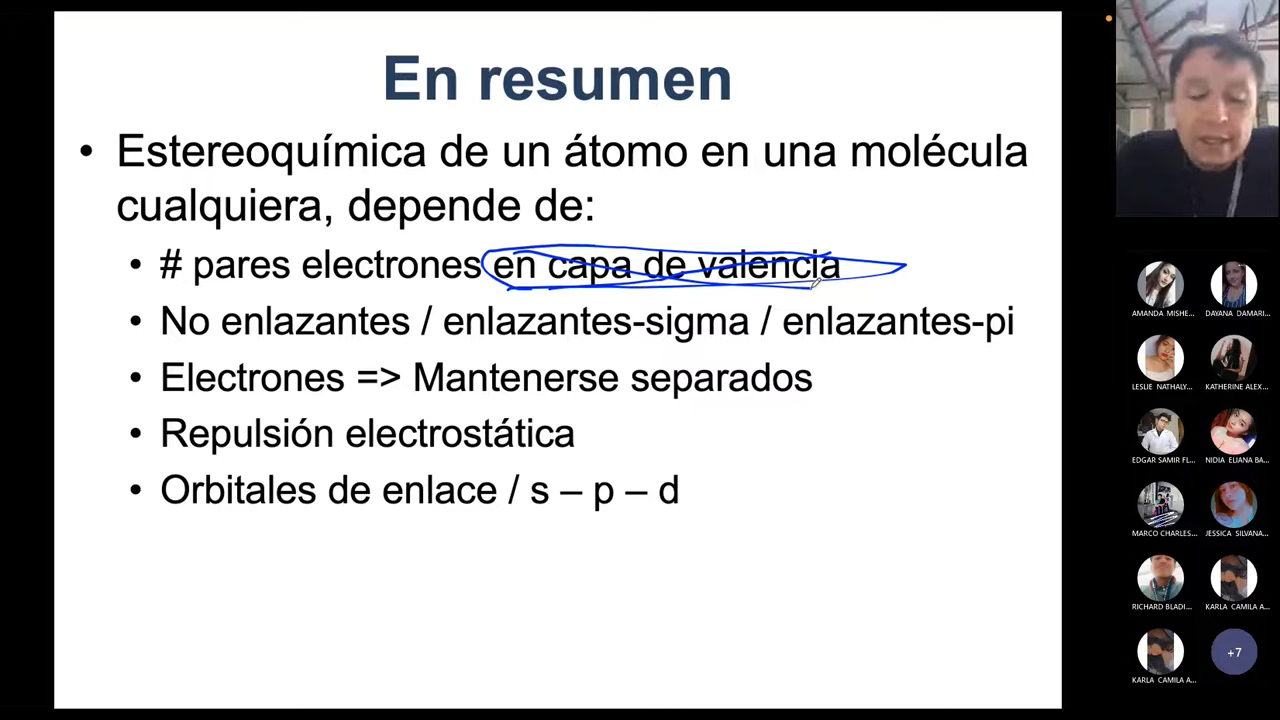 En resumen
• Estereoquímica de un átomo en una molécula
cualquiera, depende de:
• # pares electrones en capa de valencia
• No enlazantes / enlazantes-sigma / enlazantes-pi
• Electrones => Mantenerse separados
• Repulsión electrostática
• Orbitales de enlace / s – p – d
AMANDA MISHE...
DAYANA DAMARI...
LESLIE NATHALY...
KATHERINE ALEX...
EDGAR SAMIR FL...
NIDIA ELIANA BA...
MARCO CHARLES...
JESSICA SILVANA...
RICHARD BLADI...
KARLA CAMILA A...
KARLA CAMILA A...
+7